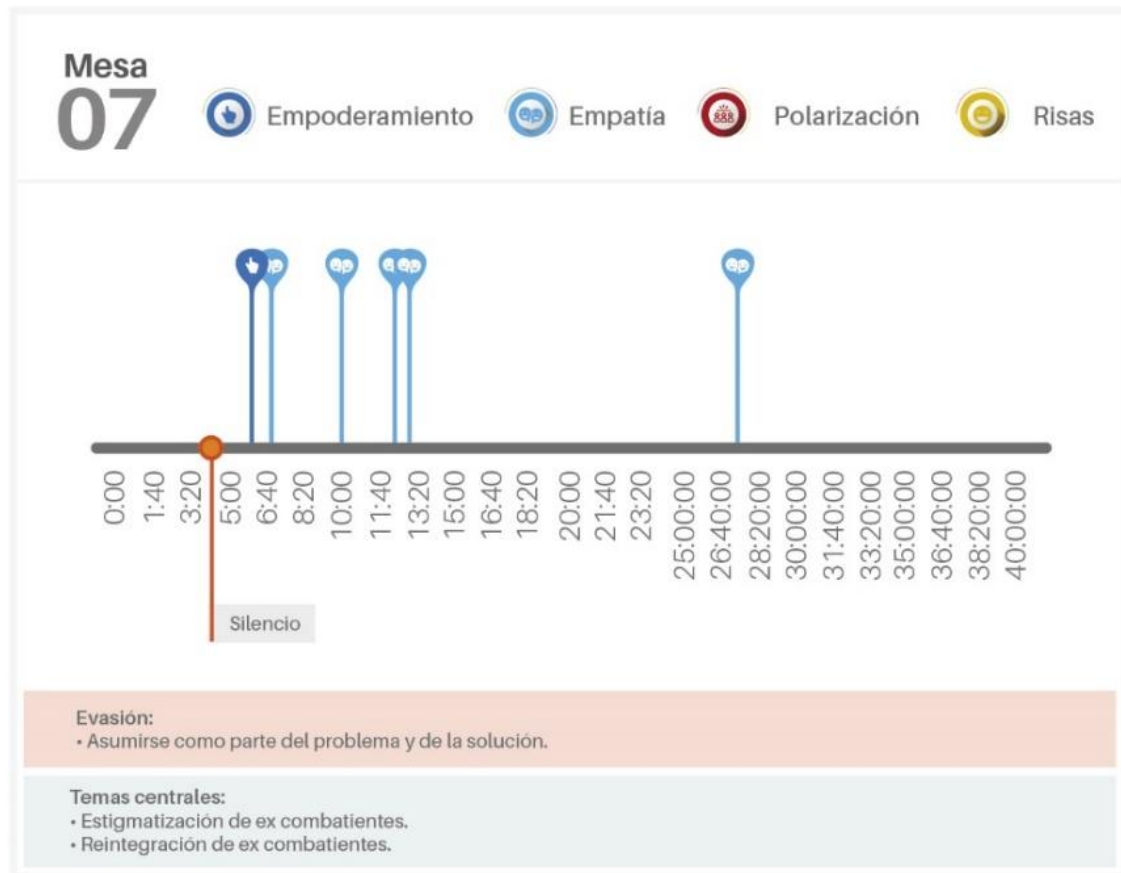 Mesa
07
Empoderamiento
Empatía
Polarización
Risas
0:00
1:40
3:20
5:00
6:40
8:20
10:00
11:40
13:20
15:00
16:40
18:20
20:00
21:40
23:20
25:00:00
26:40:00
28:20:00
30:00:00
31:40:00
33:20:00
35:00:00
36:40:00
38:20:00
40:00:00
Silencio
Evasión:
• Asumirse como parte del problema y de la solución.
Temas centrales:
• Estigmatización de ex combatientes.
• Reintegración de ex combatientes.